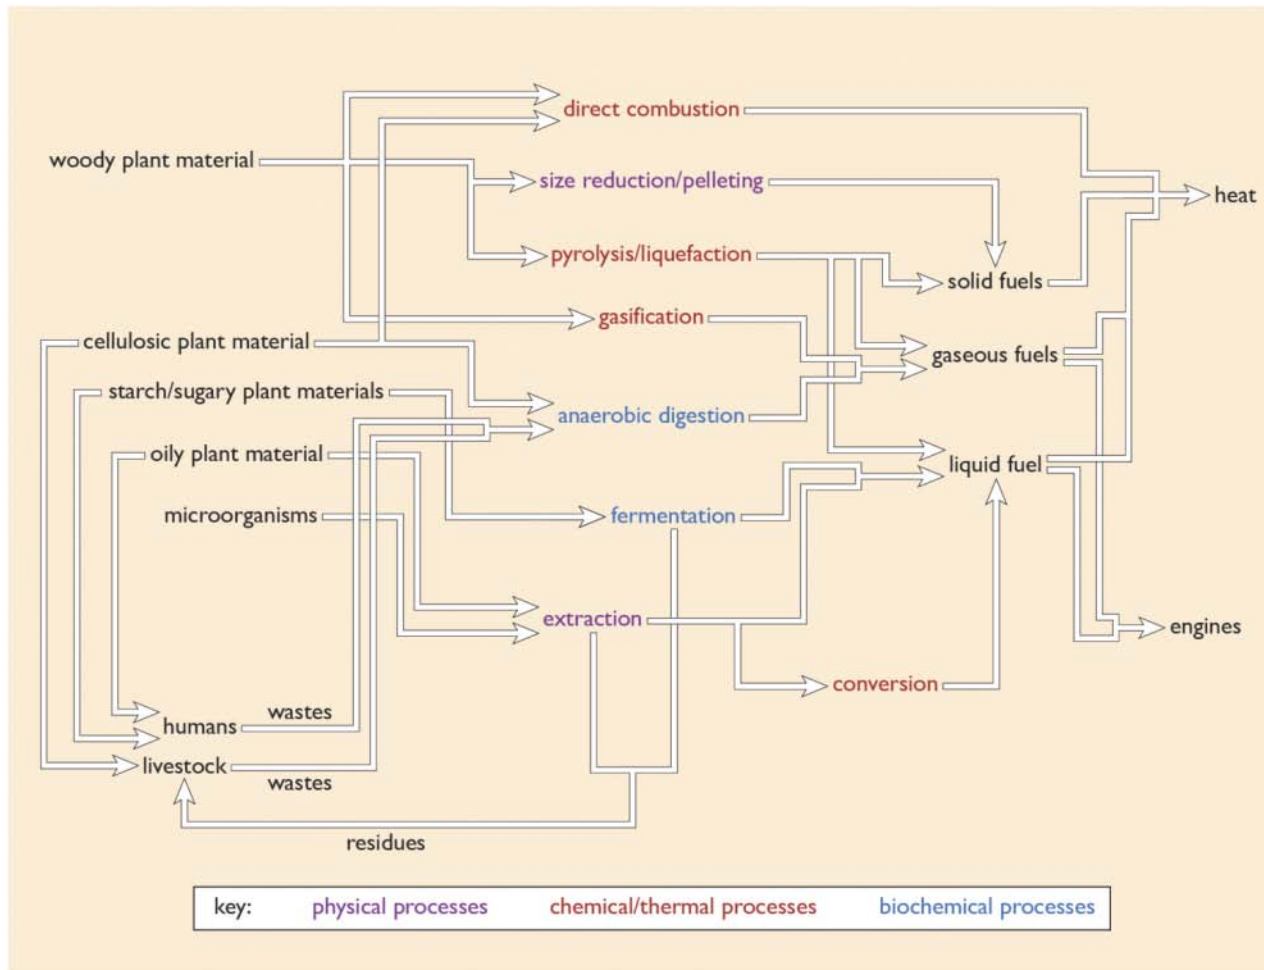 direct combustion
woody plant material
size reduction/pelleting
heat
pyrolysis/liquefaction
solid fuels
gasification
cellulosic plant material
gaseous fuels
starch/sugary plant materials
anaerobic digestion
oily plant material
liquid fuel
microorganisms
fermentation
extraction
engines
conversion
wastes
humans
livestock
wastes
residues
key: physical processes chemical/thermal processes biochemical processes